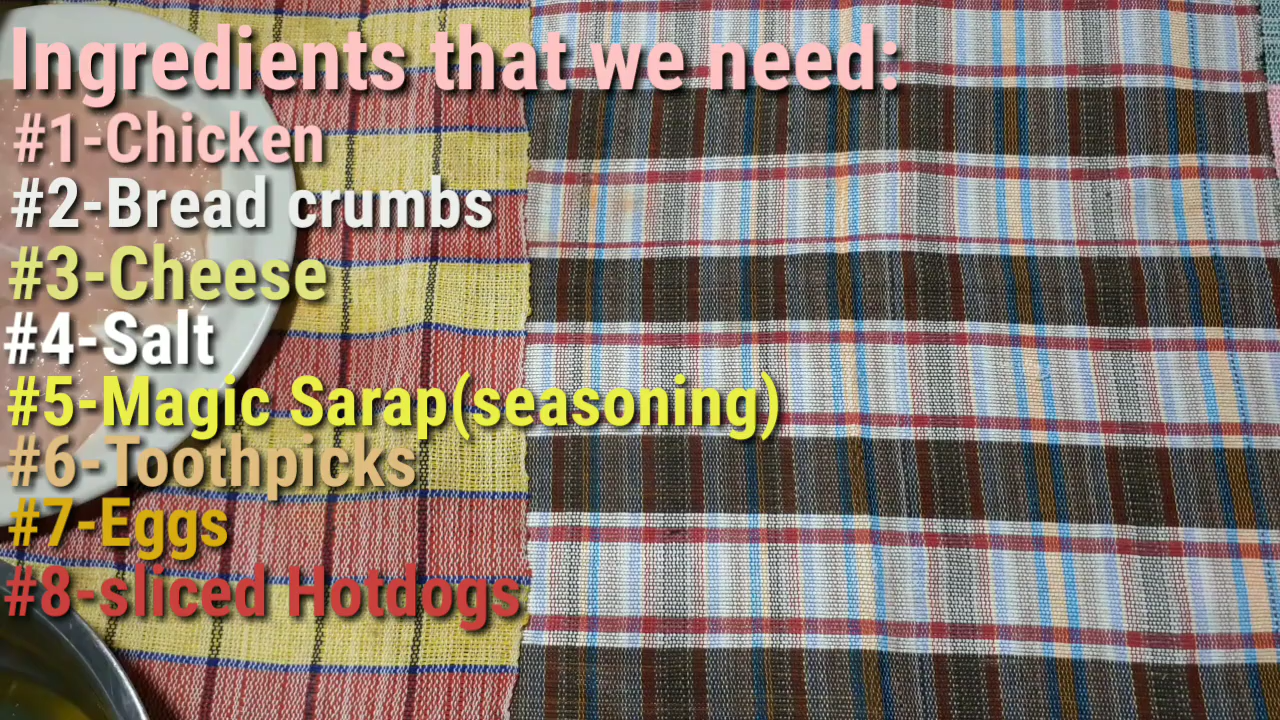 Ingredients that we need:
#1-Chicken
#2-Bread crumbs
#3-Cheese
#4-Salt
#5-Magic Sarap(seasoning)
#6-Toothpicks
#7-Eggs
#8-sliced Hotdogs